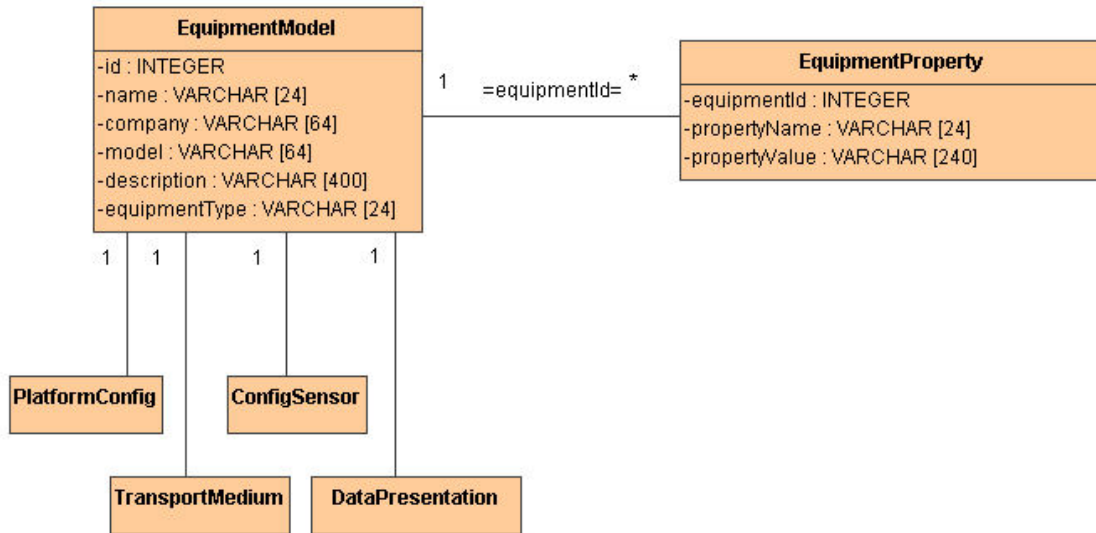 EquipmentModel
-id : INTEGER
-name : VARCHAR [24]
-company : VARCHAR [64]
-model : VARCHAR [64]
-description : VARCHAR [400]
-equipmentType : VARCHAR [24]
1 =equipmentId= *
EquipmentProperty
-equipmentId : INTEGER
-propertyName : VARCHAR [24]
-propertyValue : VARCHAR [240]
1 1 1 1
PlatformConfig
ConfigSensor
TransportMedium
DataPresentation